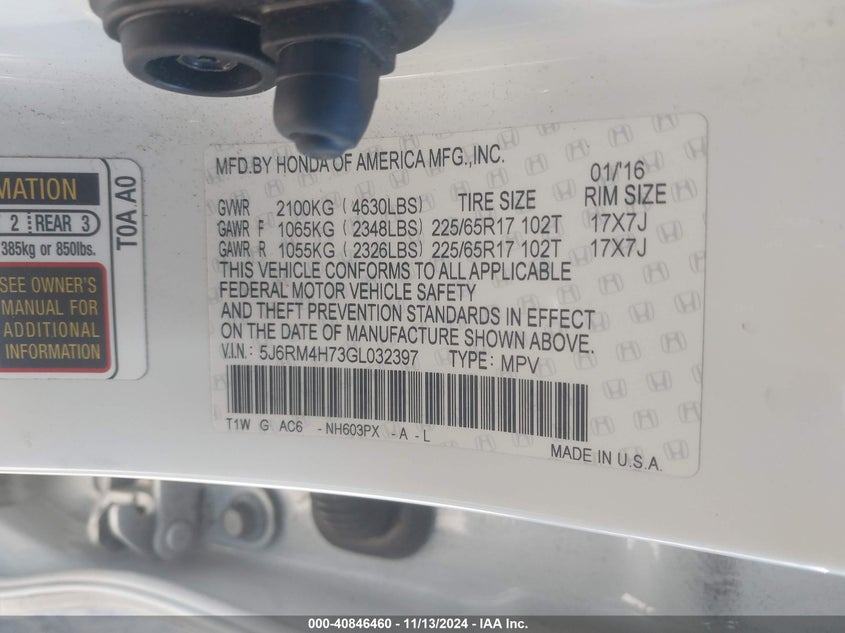 MATION
2 REAR 3
385kg or 850lbs.
SEE OWNER'S
MANUAL FOR
ADDITIONAL
INFORMATION
T0A A0
MFD.BY HONDA OF AMERICA MFG.,INC.
01/'16
GVWR 2100KG (4630LBS) TIRE SIZE RIM SIZE
GAWR F 1065KG (2348LBS) 225/65R17 102T 17X7J
GAWR R 1055KG (2326LBS) 225/65R17 102T 17X7J
THIS VEHICLE CONFORMS TO ALL APPLICABLE
FEDERAL MOTOR VEHICLE SAFETY
AND THEFT PREVENTION STANDARDS IN EFFECT
ON THE DATE OF MANUFACTURE SHOWN ABOVE.
V.I.N.: 5J6RM4H73GL032397 TYPE: MPV
T1W G AC6 -NH603PX -A -L
MADE IN U.S.A.
000-40846460 - 11/13/2024 - IAA Inc.